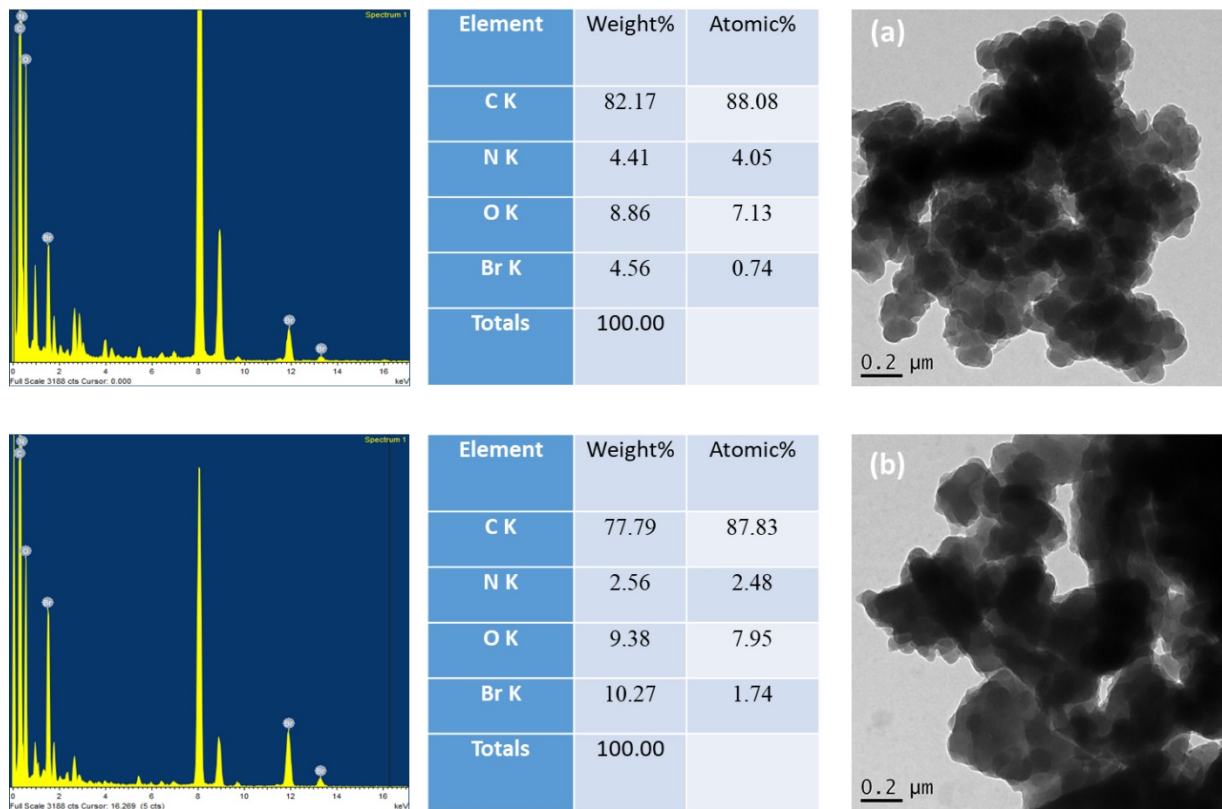 Spectrum 1
N
C
O
Br
Br
Br
0 2 4 6 8 10 12 14 16
Full Scale 3188 cts Cursor: 0.000 keV
Element Weight% Atomic%
C K 82.17 88.08
N K 4.41 4.05
O K 8.86 7.13
Br K 4.56 0.74
Totals 100.00
(a)
0.2 µm
Spectrum 1
N
C
O
Br
Br
Br
0 2 4 6 8 10 12 14 16
Full Scale 3188 cts Cursor: 16.269 (5 cts) keV
Element Weight% Atomic%
C K 77.79 87.83
N K 2.56 2.48
O K 9.38 7.95
Br K 10.27 1.74
Totals 100.00
(b)
0.2 µm